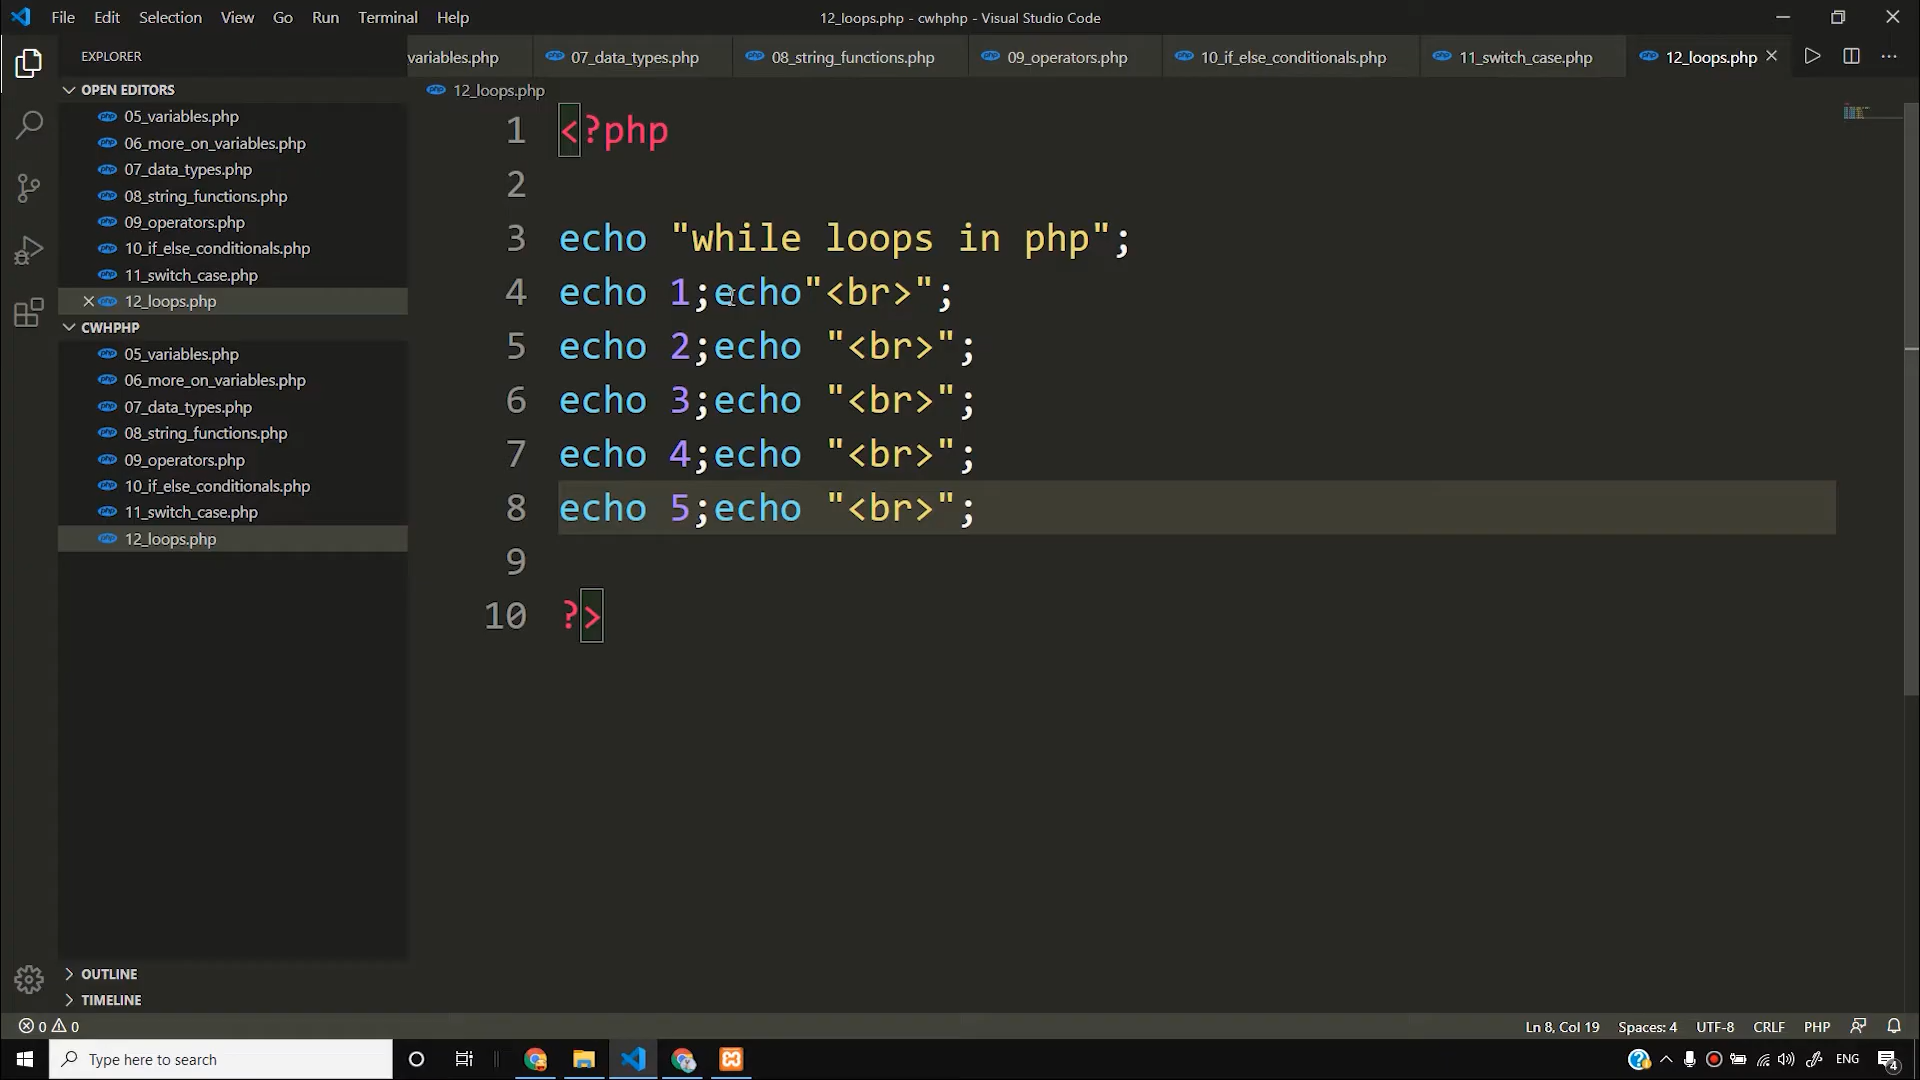 File Edit Selection View Go Run Terminal Help
12_loops.php - cwhphp - Visual Studio Code
EXPLORER
variables.php 07_data_types.php 08_string_functions.php 09_operators.php 10_if_else_conditionals.php 11_switch_case.php 12_loops.php
OPEN EDITORS
05_variables.php
06_more_on_variables.php
07_data_types.php
08_string_functions.php
09_operators.php
10_if_else_conditionals.php
11_switch_case.php
12_loops.php
CWHPHP
05_variables.php
06_more_on_variables.php
07_data_types.php
08_string_functions.php
09_operators.php
10_if_else_conditionals.php
11_switch_case.php
12_loops.php
OUTLINE
TIMELINE
12_loops.php
1 <?php
2
3 echo "while loops in php";
4 echo 1;echo"<br>";
5 echo 2;echo "<br>";
6 echo 3;echo "<br>";
7 echo 4;echo "<br>";
8 echo 5;echo "<br>";
9
10 ?>
0 0
Ln 8, Col 19 Spaces: 4 UTF-8 CRLF PHP
Type here to search
ENG
4